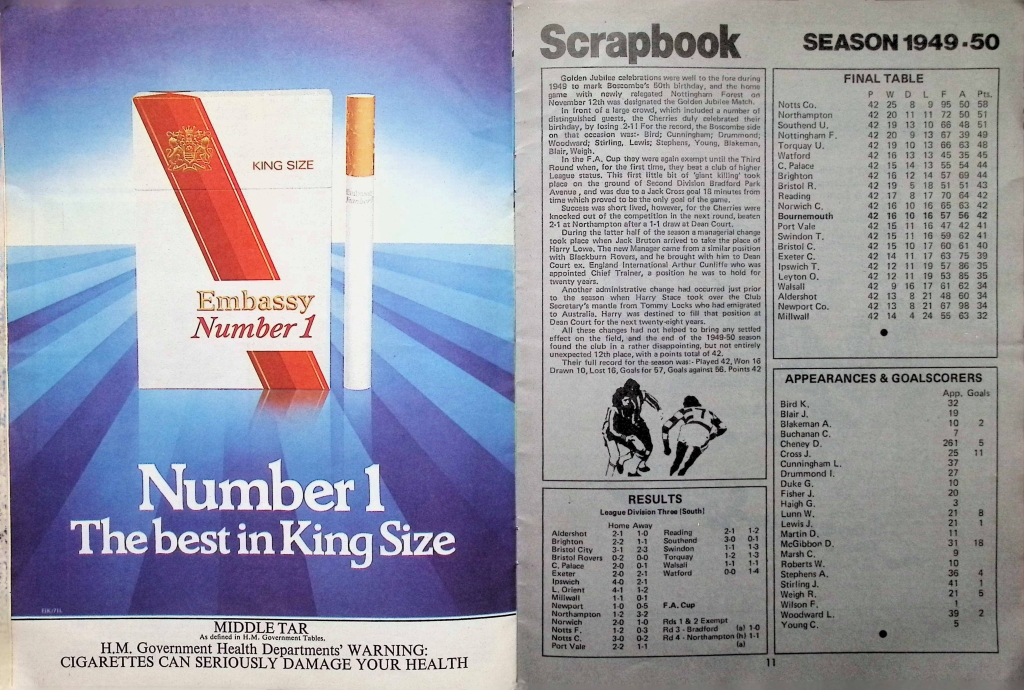 KING SIZE
Embassy
Number 1
Number 1
The best in King Size
MIDDLE TAR
As defined in H.M. Government Tables.
H.M. Government Health Departments' WARNING:
CIGARETTES CAN SERIOUSLY DAMAGE YOUR HEALTH
Scrapbook
SEASON 1949-50
Golden Jubilee celebrations were well to the fore during
1949 to mark Boscombe's 50th birthday, and the home
game with newly relegated Nottingham Forest on
November 12th was designated the Golden Jubilee Match.
In front of a large crowd, which included a number of
distinguished guests, the Cherries duly celebrated their
birthday, by losing 2-1! For the record, the Boscombe side
on that occasion was:- Bird; Cunningham; Drummond;
Woodward; Stirling, Lewis; Stephens, Young, Blakeman,
Blair, Weigh.
In the F.A. Cup they were again exempt until the Third
Round when, for the first time, they beat a club of higher
League status. This first little bit of 'giant killing' took
place on the ground of Second Division Bradford Park
Avenue, and was due to a Jack Cross goal 18 minutes from
time which proved to be the only goal of the game.
Success was short lived, however, for the Cherries were
knocked out of the competition in the next round, beaten
2-1 at Northampton after a 1-1 draw at Dean Court.
During the latter half of the season a managerial change
took place when Jack Bruton arrived to take the place of
Harry Lowe. The new Manager came from a similar position
with Blackburn Rovers, and he brought with him to Dean
Court ex. England International Arthur Cunliffe who was
appointed Chief Trainer, a position he was to hold for
twenty years.
Another administrative change had occurred just prior
to the season when Harry Stace took over the Club
Secretary's mantle from Tommy Locks who had emigrated
to Australia. Harry was destined to fill that position at
Dean Court for the next twenty-eight years.
All these changes had not helped to bring any settled
effect on the field, and the end of the 1949-50 season
found the club in a rather disappointing, but not entirely
unexpected 12th place, with a points total of 42.
Their full record for the season was:- Played 42, Won 16
Drawn 10, Lost 16, Goals for 57, Goals against 56. Points 42
RESULTS
League Division Three [South]
Home Away
Aldershot 2-1 1-0
Brighton 2-2 1-1
Bristol City 3-1 2-3
Bristol Rovers 0-2 0-0
C. Palace 2-0 0-1
Exeter 2-0 2-1
Ipswich 4-0 2-1
L. Orient 4-1 1-2
Millwall 1-1 0-1
Newport 1-0 0-5
Northampton 1-2 3-2
Norwich 2-0 1-0
Notts F. 1-2 0-3
Notts C. 3-0 0-2
Port Vale 2-2 1-1
Reading 2-1 1-2
Southend 3-0 0-1
Swindon 1-1 1-3
Torquay 1-2 1-3
Walsall 1-1 1-1
Watford 0-0 1-4
F.A. Cup
Rds 1 & 2 Exempt
Rd 3 - Bradford (a) 1-0
Rd 4 - Northampton (h) 1-1
(a)
FINAL TABLE
P W D L F A Pts.
Notts Co. 42 25 8 9 95 50 58
Northampton 42 20 11 11 72 50 51
Southend U. 42 19 13 10 66 48 51
Nottingham F. 42 20 9 13 67 39 49
Torquay U. 42 19 10 13 66 63 48
Watford 42 16 13 13 45 35 45
C. Palace 42 15 14 13 55 54 44
Brighton 42 16 12 14 57 69 44
Bristol R. 42 19 5 18 51 51 43
Reading 42 17 8 17 70 64 42
Norwich C. 42 16 10 16 65 63 42
Bournemouth 42 16 10 16 57 56 42
Port Vale 42 15 11 16 47 42 41
Swindon T. 42 15 11 16 59 62 41
Bristol C. 42 15 10 17 60 61 40
Exeter C. 42 14 11 17 63 75 39
Ipswich T. 42 12 11 19 57 86 35
Leyton O. 42 12 11 19 53 85 35
Walsall 42 9 16 17 61 62 34
Aldershot 42 13 8 21 48 60 34
Newport Co. 42 13 8 21 67 98 34
Millwall 42 14 4 24 55 63 32
APPEARANCES & GOALSCORERS
App. Goals
Bird K. 32
Blair J. 19
Blakeman A. 10 2
Buchanan C. 7
Cheney D. 261 5
Cross J. 25 11
Cunningham L. 37
Drummond I. 27
Duke G. 10
Fisher J. 20
Haigh G. 3
Lunn W. 21 8
Lewis J. 21 1
Martin D. 11
McGibbon D. 31 18
Marsh C. 9
Roberts W. 10
Stephens A. 36 4
Stirling J. 41 1
Weigh R. 21 5
Wilson F. 1
Woodward L. 39 2
Young C. 5
11